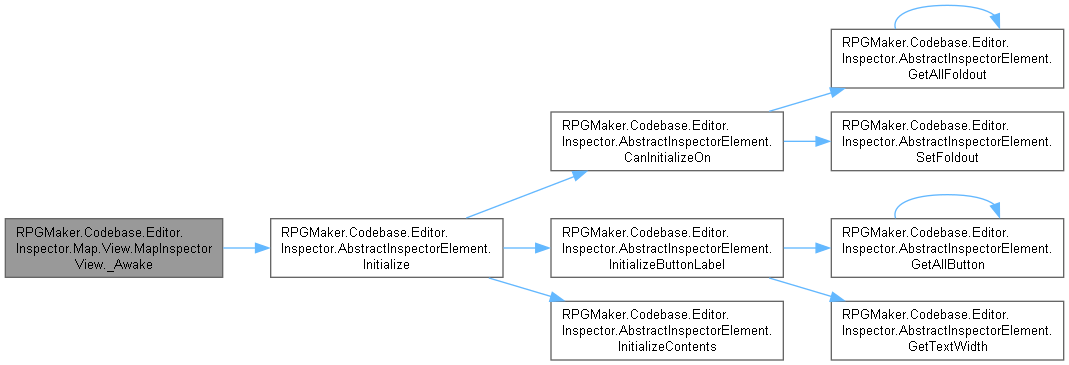 RPGMaker.Codebase.Editor.
Inspector.AbstractInspectorElement.
GetAllFoldout
RPGMaker.Codebase.Editor.
Inspector.AbstractInspectorElement.
CanInitializeOn
RPGMaker.Codebase.Editor.
Inspector.AbstractInspectorElement.
SetFoldout
RPGMaker.Codebase.Editor.
Inspector.Map.View.MapInspector
View._Awake
RPGMaker.Codebase.Editor.
Inspector.AbstractInspectorElement.
Initialize
RPGMaker.Codebase.Editor.
Inspector.AbstractInspectorElement.
InitializeButtonLabel
RPGMaker.Codebase.Editor.
Inspector.AbstractInspectorElement.
GetAllButton
RPGMaker.Codebase.Editor.
Inspector.AbstractInspectorElement.
InitializeContents
RPGMaker.Codebase.Editor.
Inspector.AbstractInspectorElement.
GetTextWidth